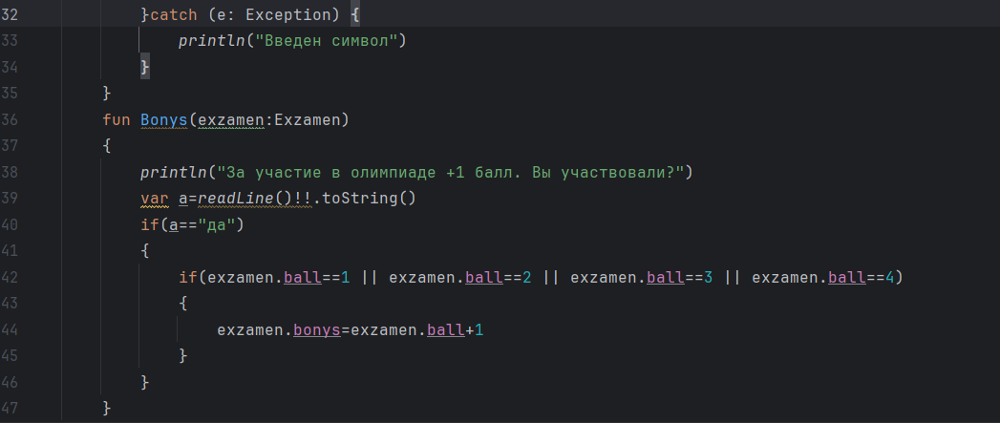 32 }catch (e: Exception) {
33 println("Введен символ")
34 }
35 }
36 fun Bonys(exzamen:Exzamen)
37 {
38 println("За участие в олимпиаде +1 балл. Вы участвовали?")
39 var a=readLine()!!.toString()
40 if(a=="да")
41 {
42 if(exzamen.ball==1 || exzamen.ball==2 || exzamen.ball==3 || exzamen.ball==4)
43 {
44 exzamen.bonys=exzamen.ball+1
45 }
46 }
47 }